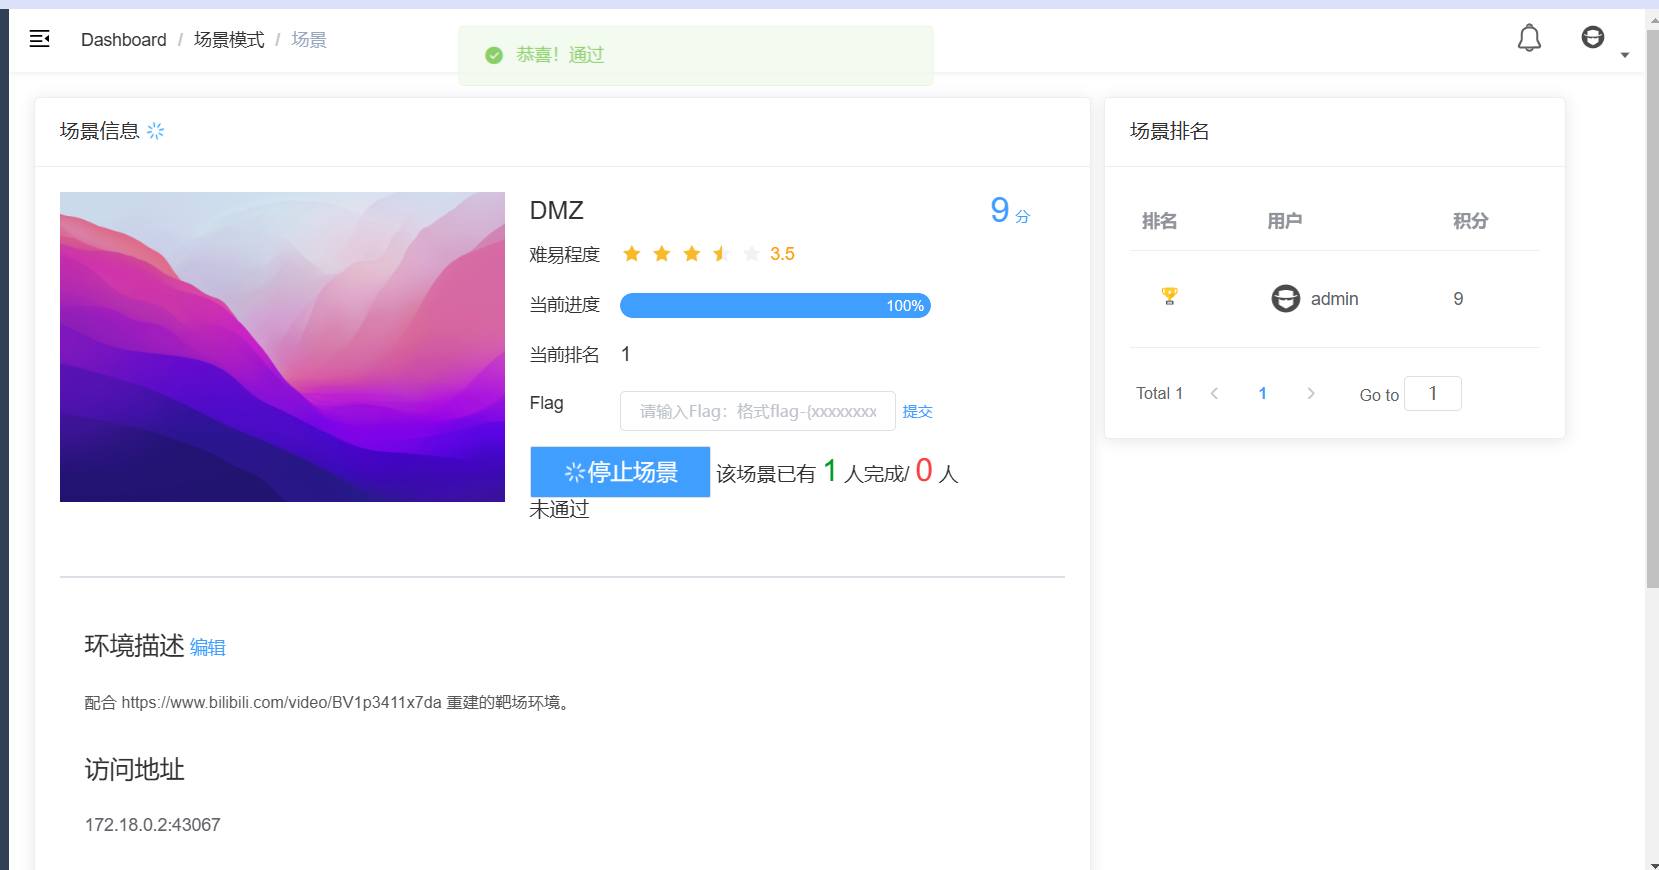 Dashboard / 场景模式 / 场景
恭喜！通过
场景信息
DMZ
9 分
难易程度
3.5
当前进度
100%
当前排名 1
Flag
请输入Flag：格式flag-{xxxxxxxx
提交
停止场景
该场景已有 1 人完成/ 0 人
未通过
环境描述 编辑
配合 https://www.bilibili.com/video/BV1p3411x7da 重建的靶场环境。
访问地址
172.18.0.2:43067
场景排名
排名 用户 积分
admin 9
Total 1 < 1 > Go to 1